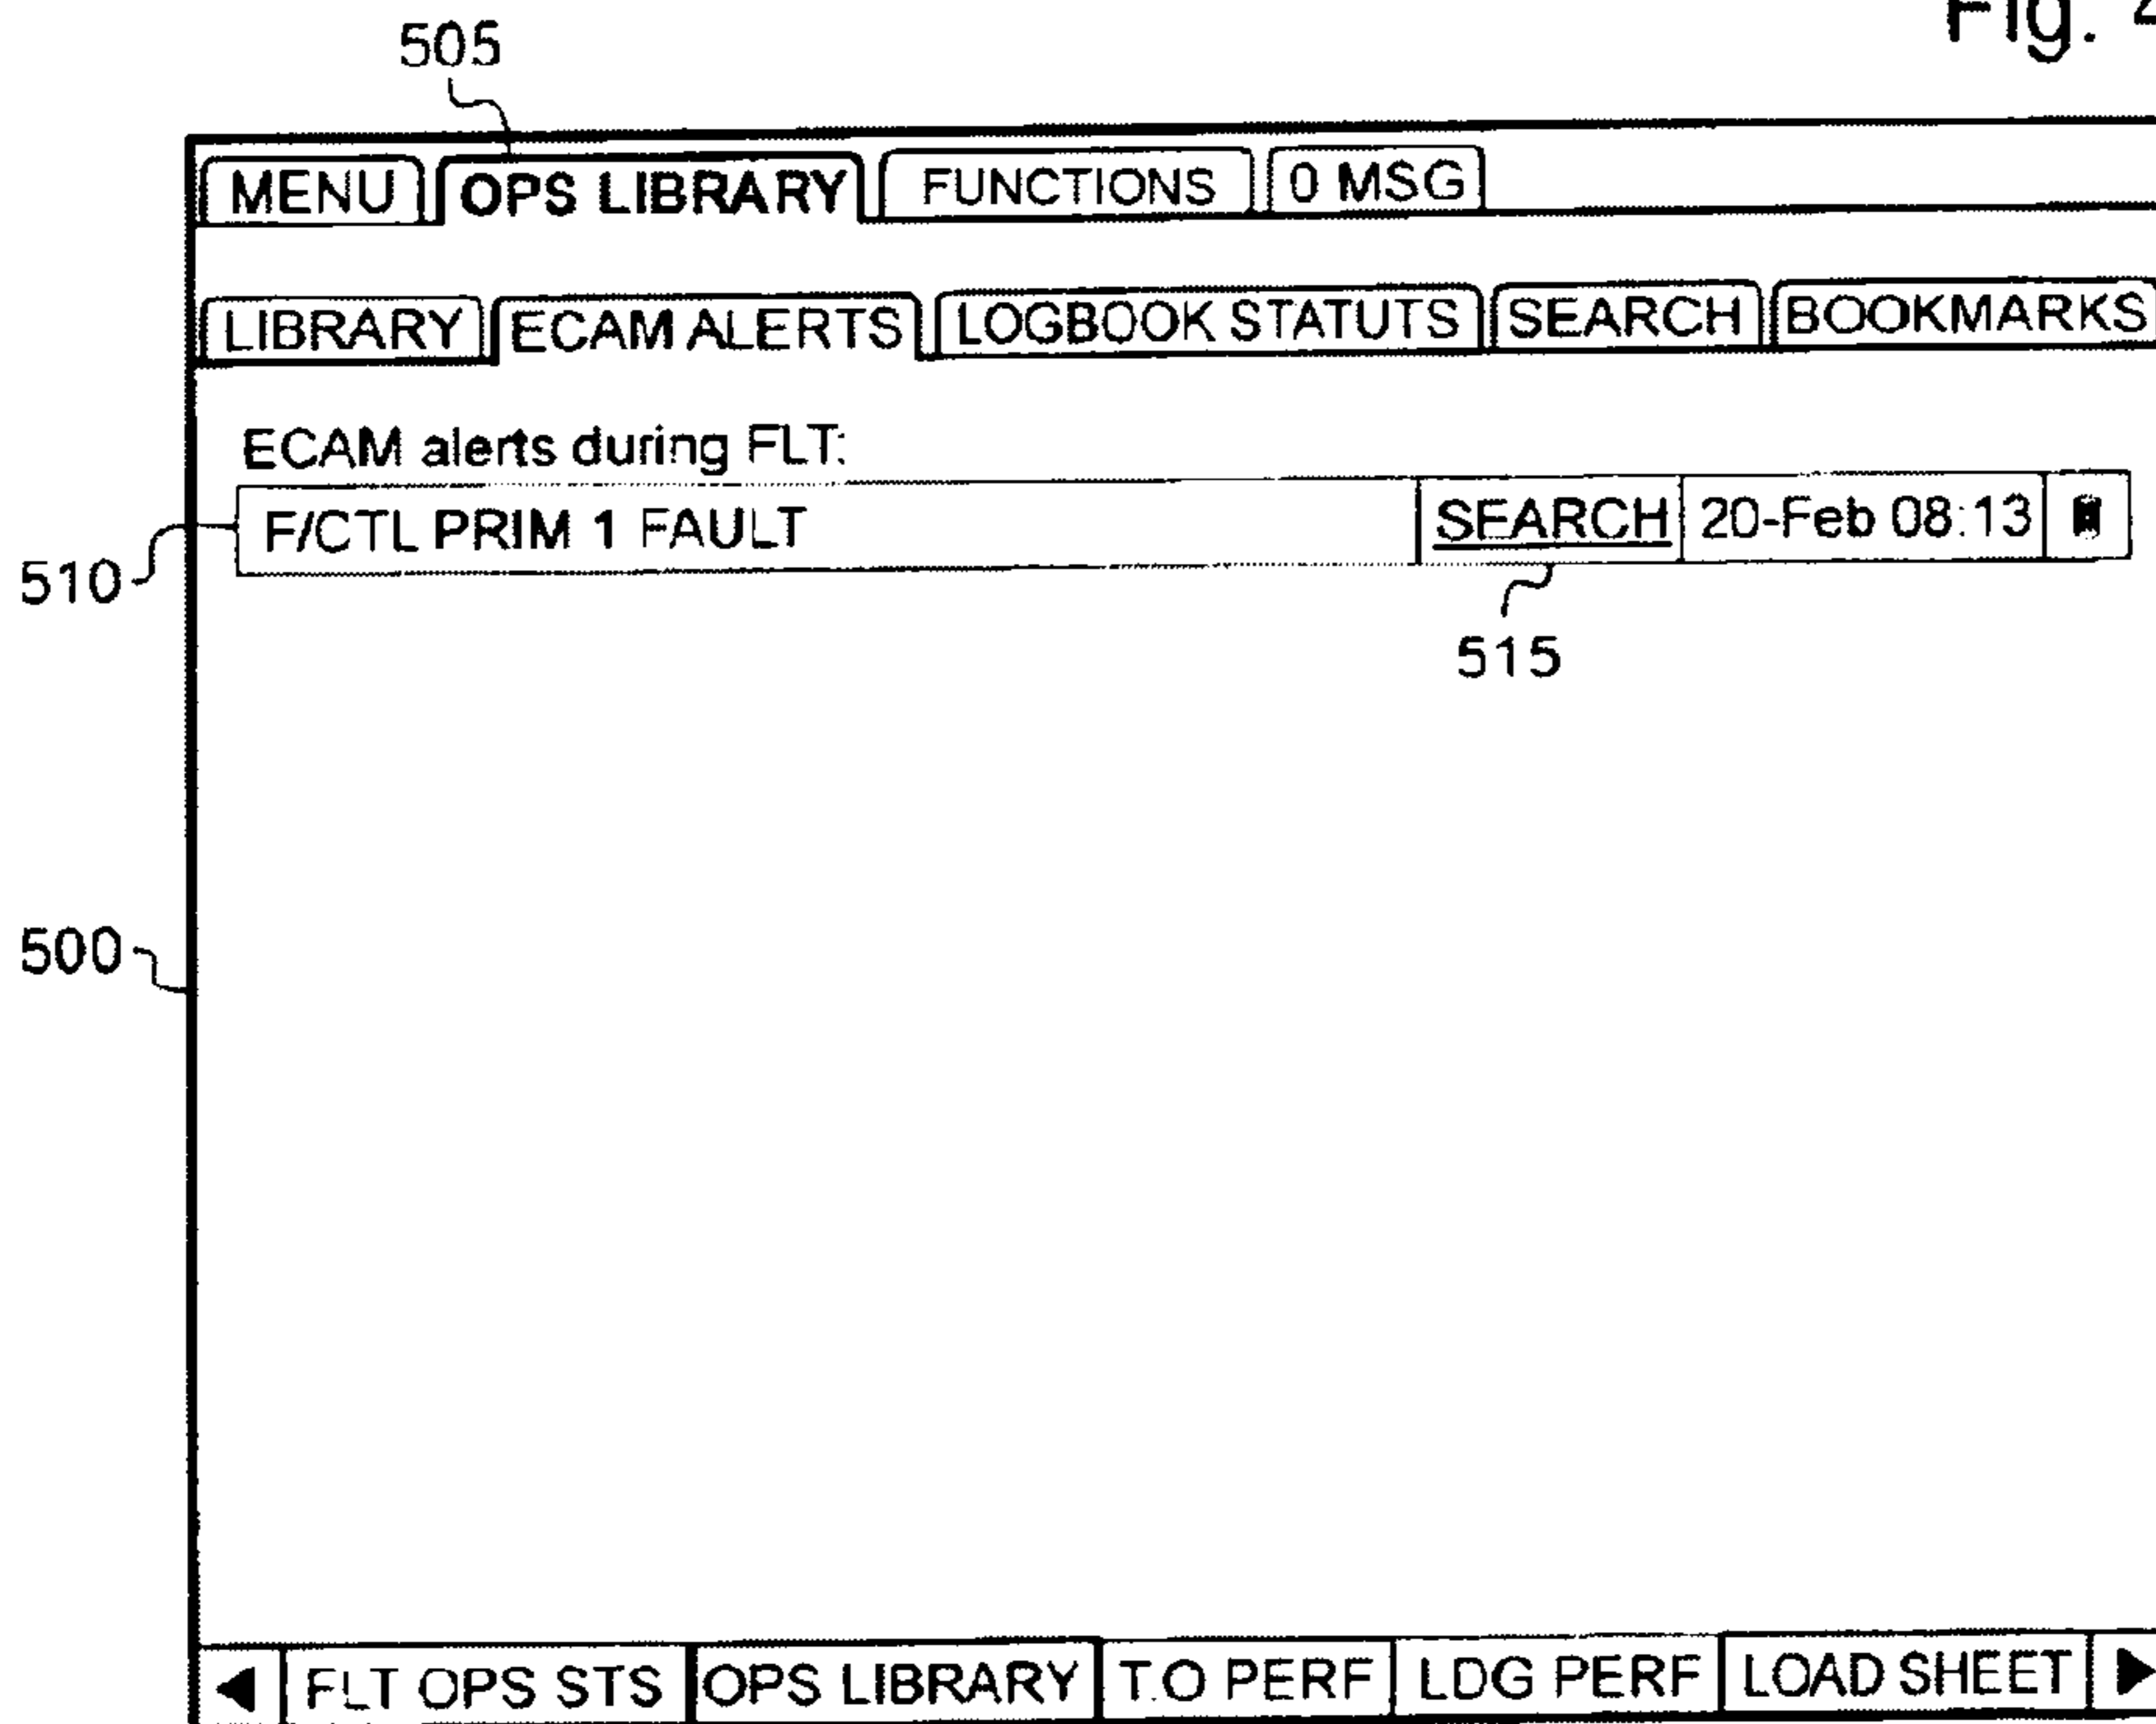 Fig. 4
505
MENU OPS LIBRARY FUNCTIONS 0 MSG
LIBRARY ECAM ALERTS LOGBOOK STATUTS SEARCH BOOKMARKS
ECAM alerts during FLT:
F/CTL PRIM 1 FAULT SEARCH 20-Feb 08:13
510
515
500
FLT OPS STS OPS LIBRARY T.O PERF LDG PERF LOAD SHEET